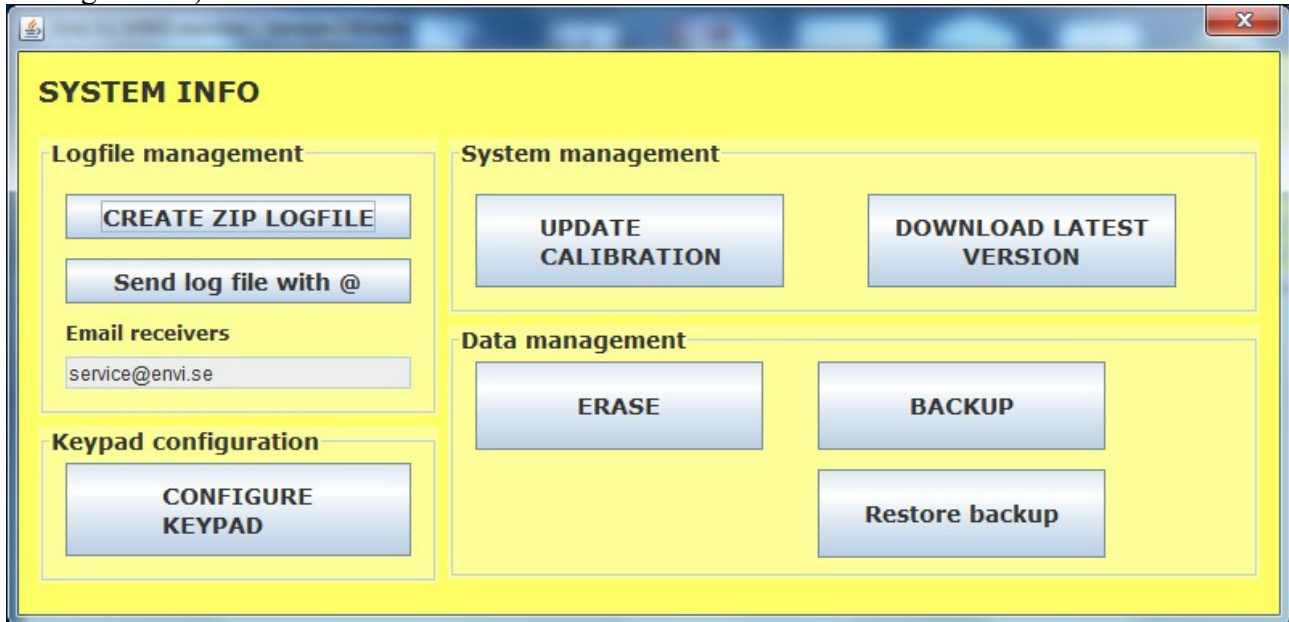 SYSTEM INFO
Logfile management
CREATE ZIP LOGFILE
Send log file with @
Email receivers
service@envi.se
Keypad configuration
CONFIGURE
KEYPAD
System management
UPDATE
CALIBRATION
DOWNLOAD LATEST
VERSION
Data management
ERASE
BACKUP
Restore backup